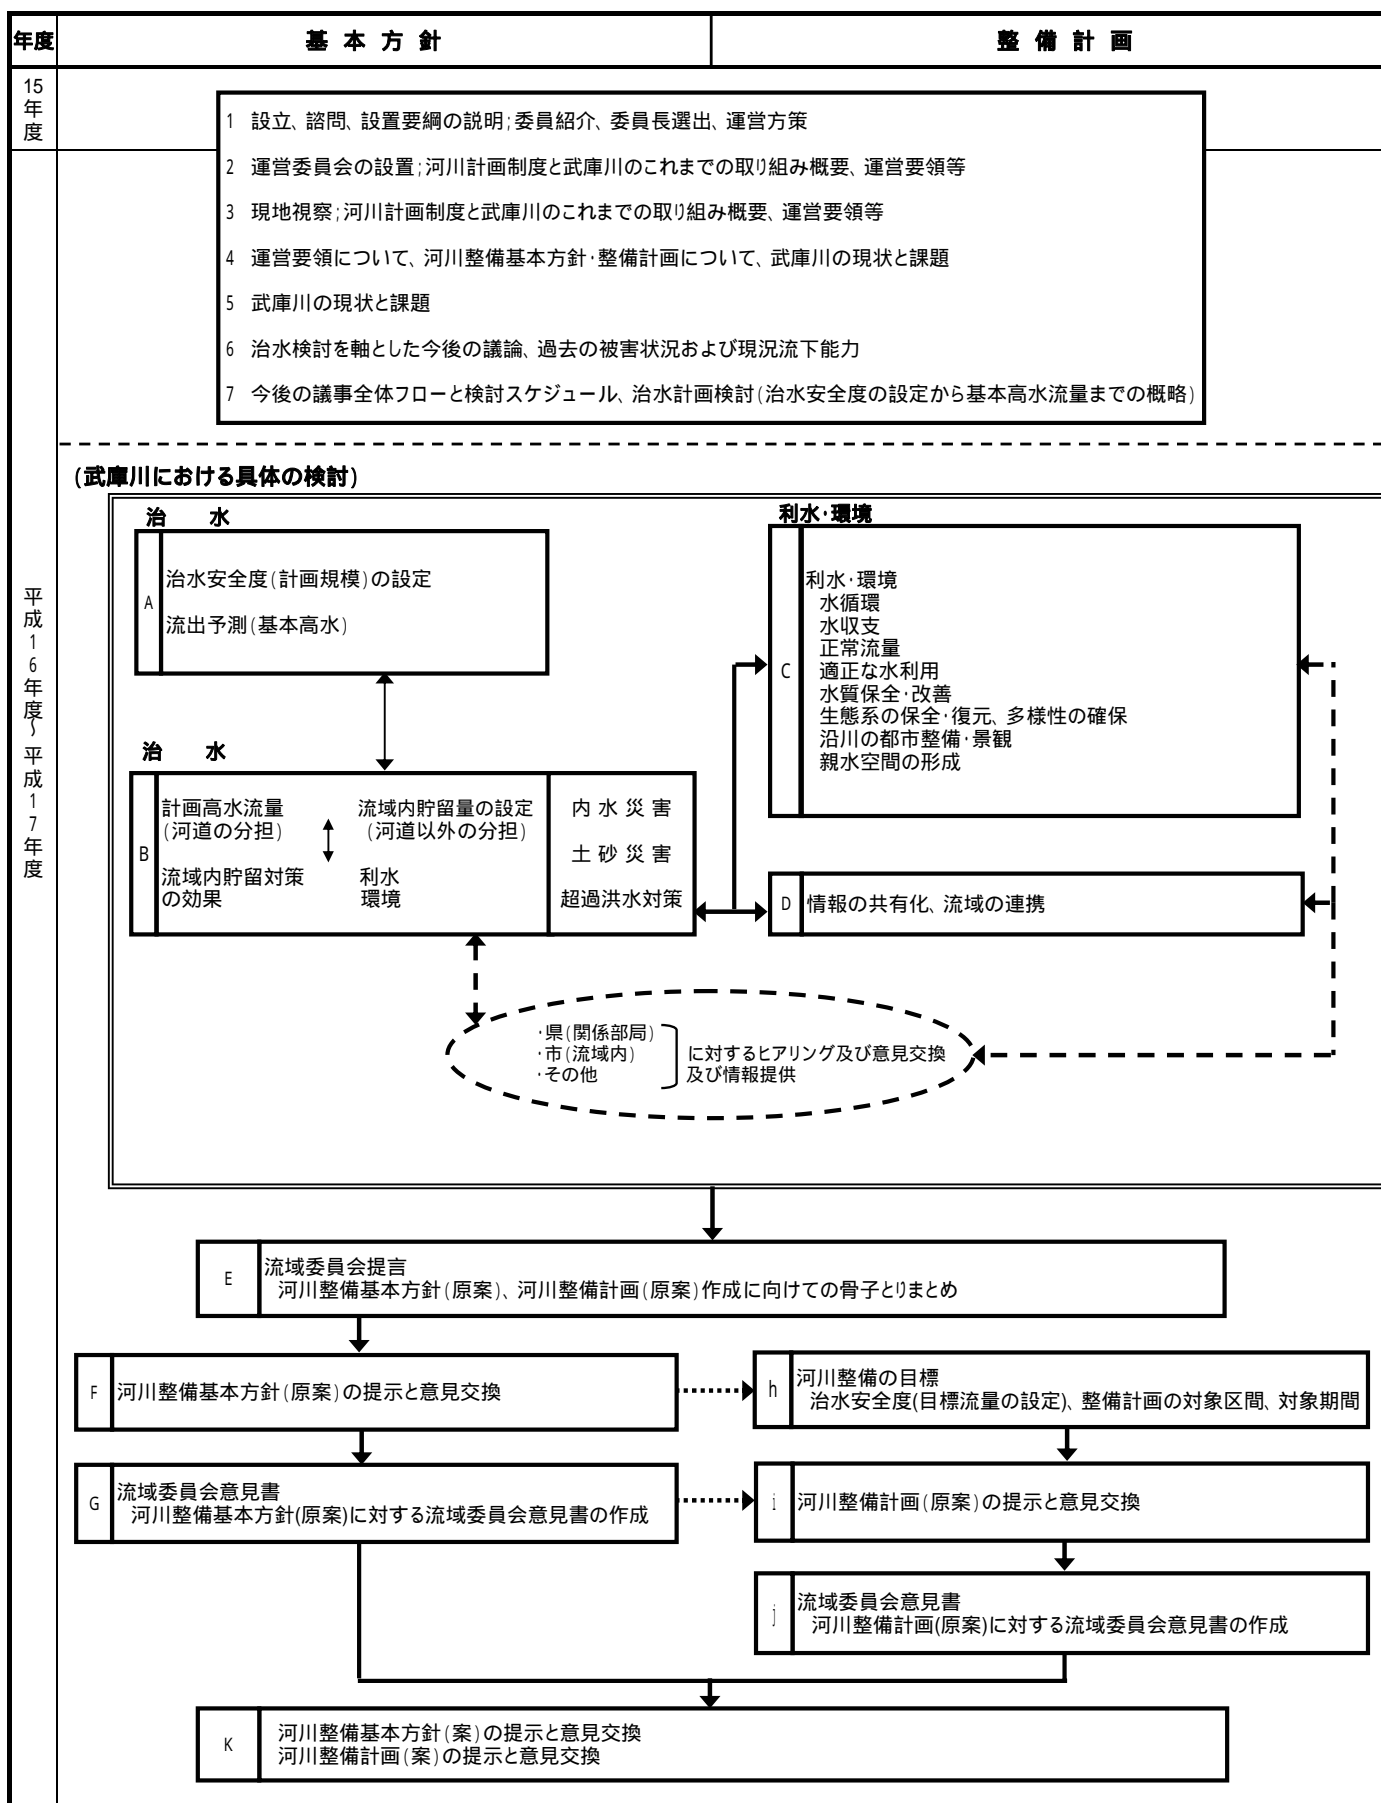 年度
基本方針
整備計画
15年度
1 設立、諮問、設置要綱の説明;委員紹介、委員長選出、運営方策
2 運営委員会の設置;河川計画制度と武庫川のこれまでの取り組み概要、運営要領等
3 現地視察;河川計画制度と武庫川のこれまでの取り組み概要、運営要領等
4 運営要領について、河川整備基本方針・整備計画について、武庫川の現状と課題
5 武庫川の現状と課題
6 治水検討を軸とした今後の議論、過去の被害状況および現況流下能力
7 今後の議事全体フローと検討スケジュール、治水計画検討(治水安全度の設定から基本高水流量までの概略)
平成16年度~平成17年度
(武庫川における具体の検討)
治 水
A
治水安全度(計画規模)の設定
流出予測(基本高水)
利水・環境
C
利水・環境
水循環
水収支
正常流量
適正な水利用
水質保全・改善
生態系の保全・復元、多様性の確保
沿川の都市整備・景観
親水空間の形成
治 水
B
計画高水流量
(河道の分担)
流域内貯留量の設定
(河道以外の分担)
流域内貯留対策
の効果
利水
環境
内水災害
土砂災害
超過洪水対策
D
情報の共有化、流域の連携
・県(関係部局)
・市(流域内)
・その他
に対するヒアリング及び意見交換
及び情報提供
E
流域委員会提言
河川整備基本方針(原案)、河川整備計画(原案)作成に向けての骨子とりまとめ
F
河川整備基本方針(原案)の提示と意見交換
h
河川整備の目標
治水安全度(目標流量の設定)、整備計画の対象区間、対象期間
G
流域委員会意見書
河川整備基本方針(原案)に対する流域委員会意見書の作成
i
河川整備計画(原案)の提示と意見交換
j
流域委員会意見書
河川整備計画(原案)に対する流域委員会意見書の作成
K
河川整備基本方針(案)の提示と意見交換
河川整備計画(案)の提示と意見交換